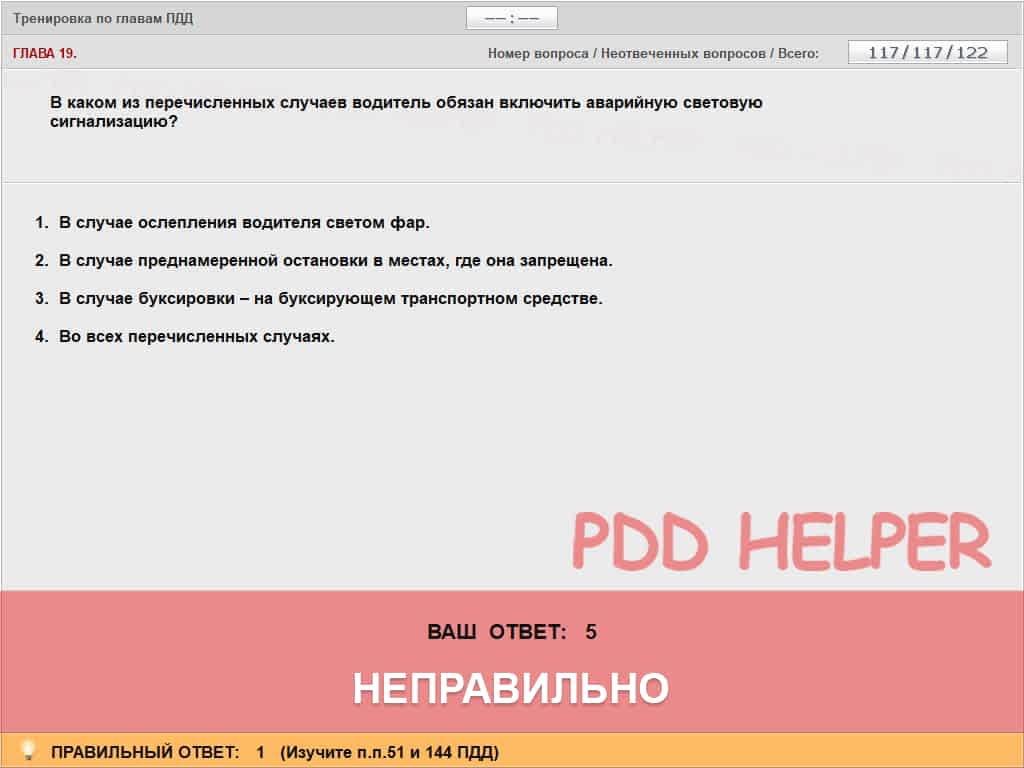 Тренировка по главам ПДД
–– : ––
ГЛАВА 19.
Номер вопроса / Неотвеченных вопросов / Всего:
117/117/122
В каком из перечисленных случаев водитель обязан включить аварийную световую
сигнализацию?
1. В случае ослепления водителя светом фар.
2. В случае преднамеренной остановки в местах, где она запрещена.
3. В случае буксировки – на буксирующем транспортном средстве.
4. Во всех перечисленных случаях.
PDD HELPER
ВАШ ОТВЕТ: 5
НЕПРАВИЛЬНО
ПРАВИЛЬНЫЙ ОТВЕТ: 1 (Изучите п.п.51 и 144 ПДД)